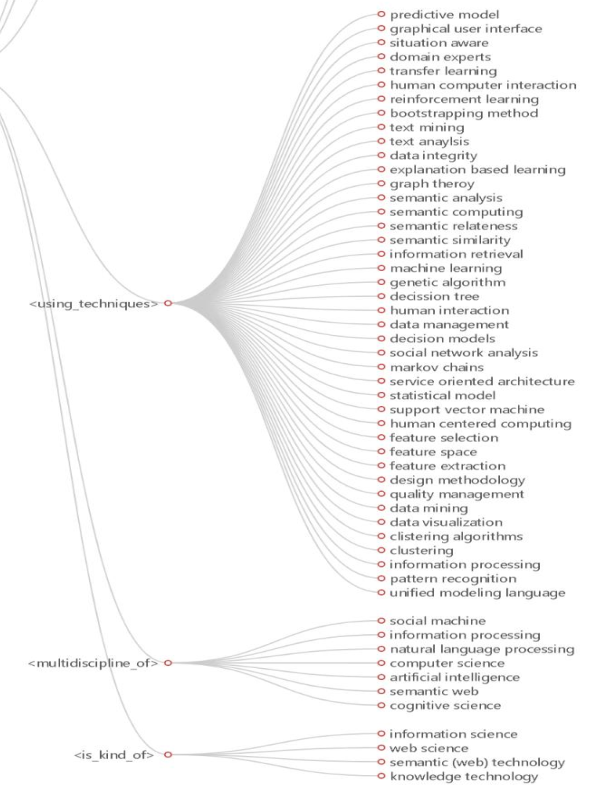 predictive model
graphical user interface
situation aware
domain experts
transfer learning
human computer interaction
reinforcement learning
bootstrapping method
text mining
text anaylsis
data integrity
explanation based learning
graph theroy
semantic analysis
semantic computing
semantic relateness
semantic similarity
information retrieval
machine learning
genetic algorithm
decission tree
human interaction
data management
decision models
social network analysis
markov chains
service oriented architecture
statistical model
support vector machine
human centered computing
feature selection
feature space
feature extraction
design methodology
quality management
data mining
data visualization
clistering algorithms
clustering
information processing
pattern recognition
unified modeling language
<using_techniques>
social machine
information processing
natural language processing
computer science
artificial intelligence
semantic web
cognitive science
<multidiscipline_of>
information science
web science
semantic (web) technology
knowledge technology
<is_kind_of>